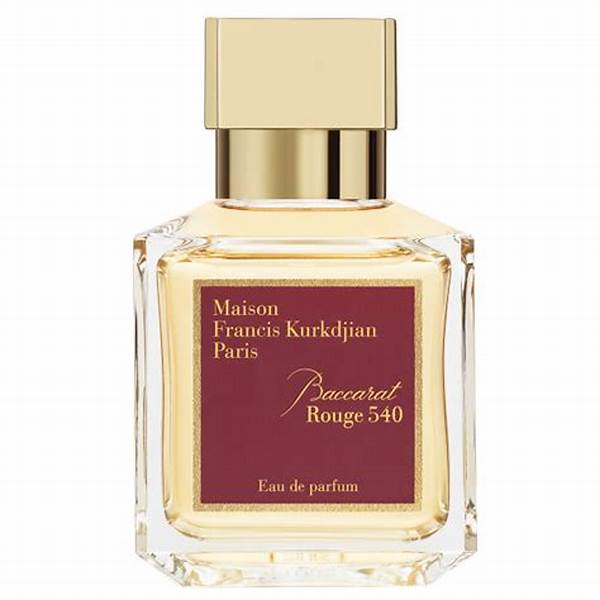 Maison
Francis Kurkdjian
Paris
Baccarat
Rouge 540
Eau de parfum